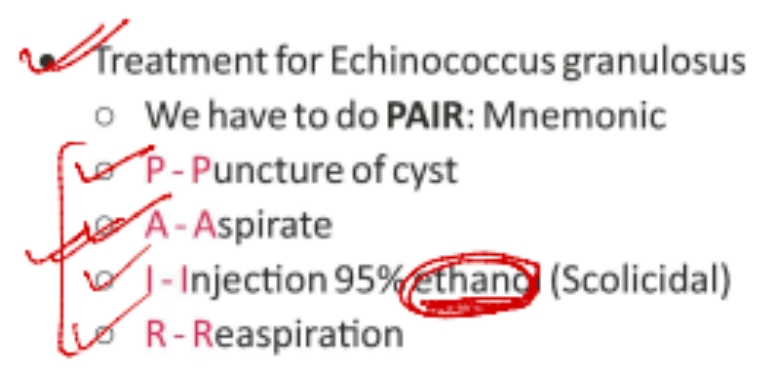 • Treatment for Echinococcus granulosus
○ We have to do PAIR: Mnemonic
○ P - Puncture of cyst
○ A - Aspirate
○ I - Injection 95% ethanol (Scolicidal)
○ R - Reaspiration